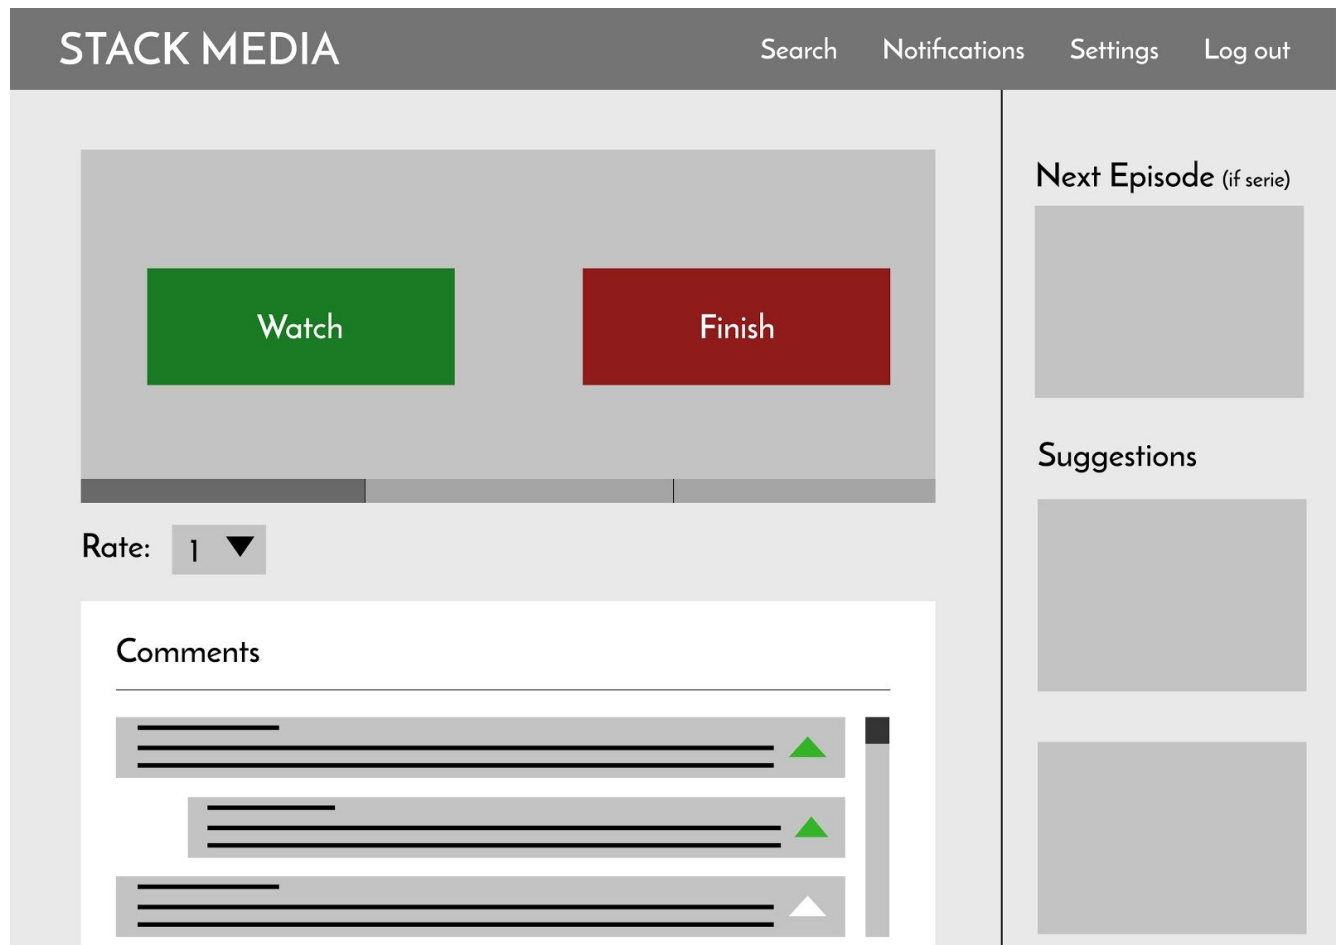 STACK MEDIA
Search Notifications Settings Log out
Watch
Finish
Rate: 1
Comments
Next Episode (if serie)
Suggestions